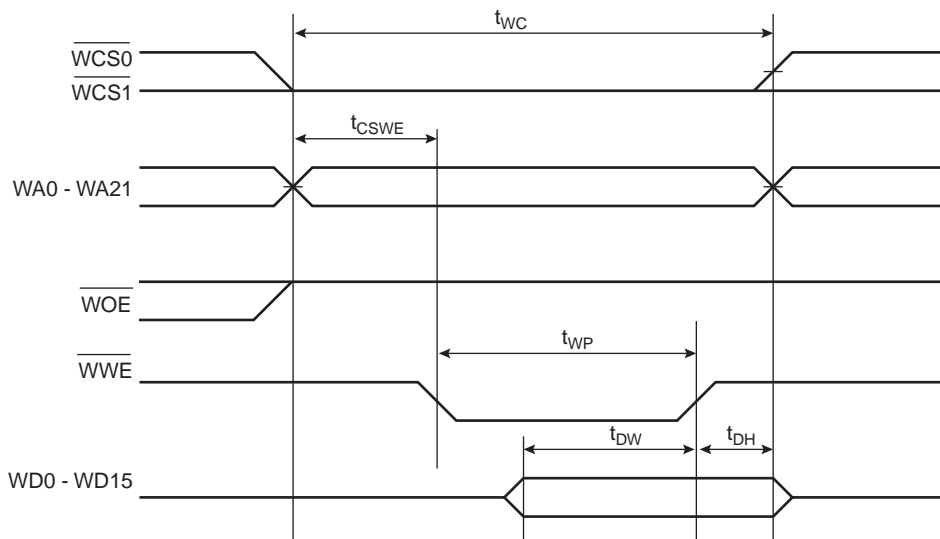 tWC
WCS0
WCS1
tCSWE
WA0 - WA21
WOE
tWP
WWE
tDW
tDH
WD0 - WD15